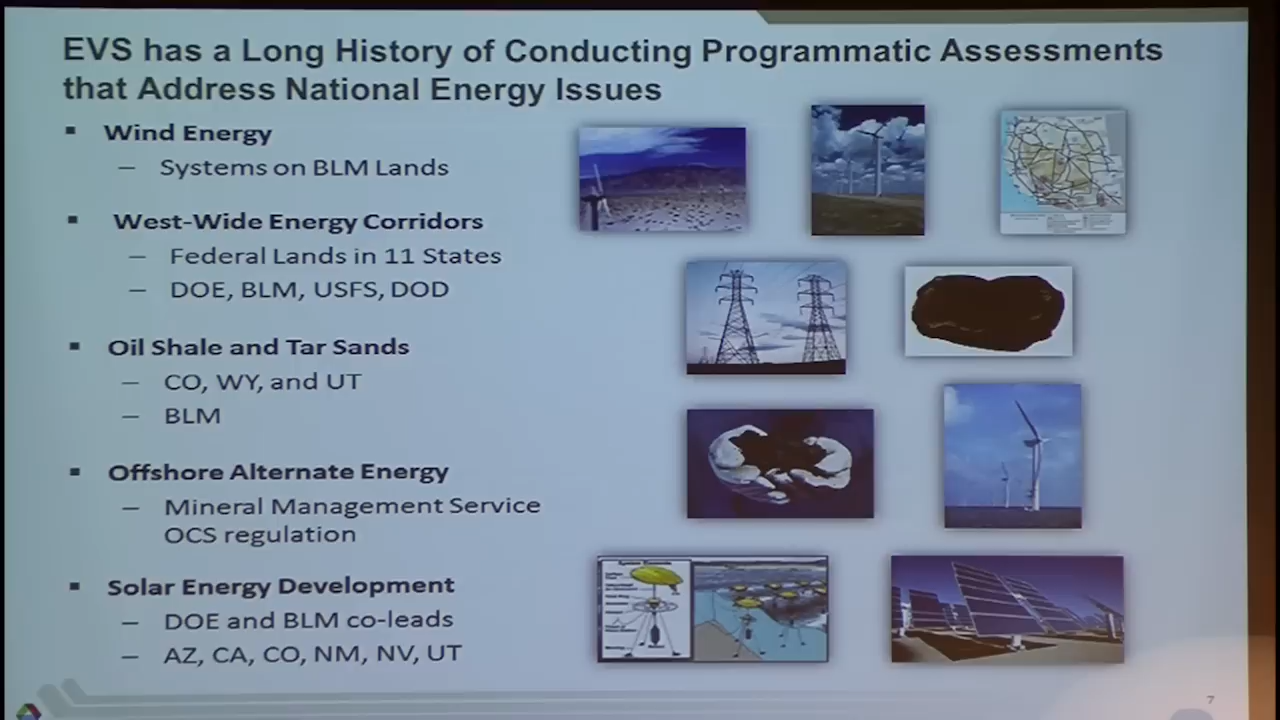 EVS has a Long History of Conducting Programmatic Assessments
that Address National Energy Issues
▪ Wind Energy
– Systems on BLM Lands
▪ West-Wide Energy Corridors
– Federal Lands in 11 States
– DOE, BLM, USFS, DOD
▪ Oil Shale and Tar Sands
– CO, WY, and UT
– BLM
▪ Offshore Alternate Energy
– Mineral Management Service
OCS regulation
▪ Solar Energy Development
– DOE and BLM co-leads
– AZ, CA, CO, NM, NV, UT
7